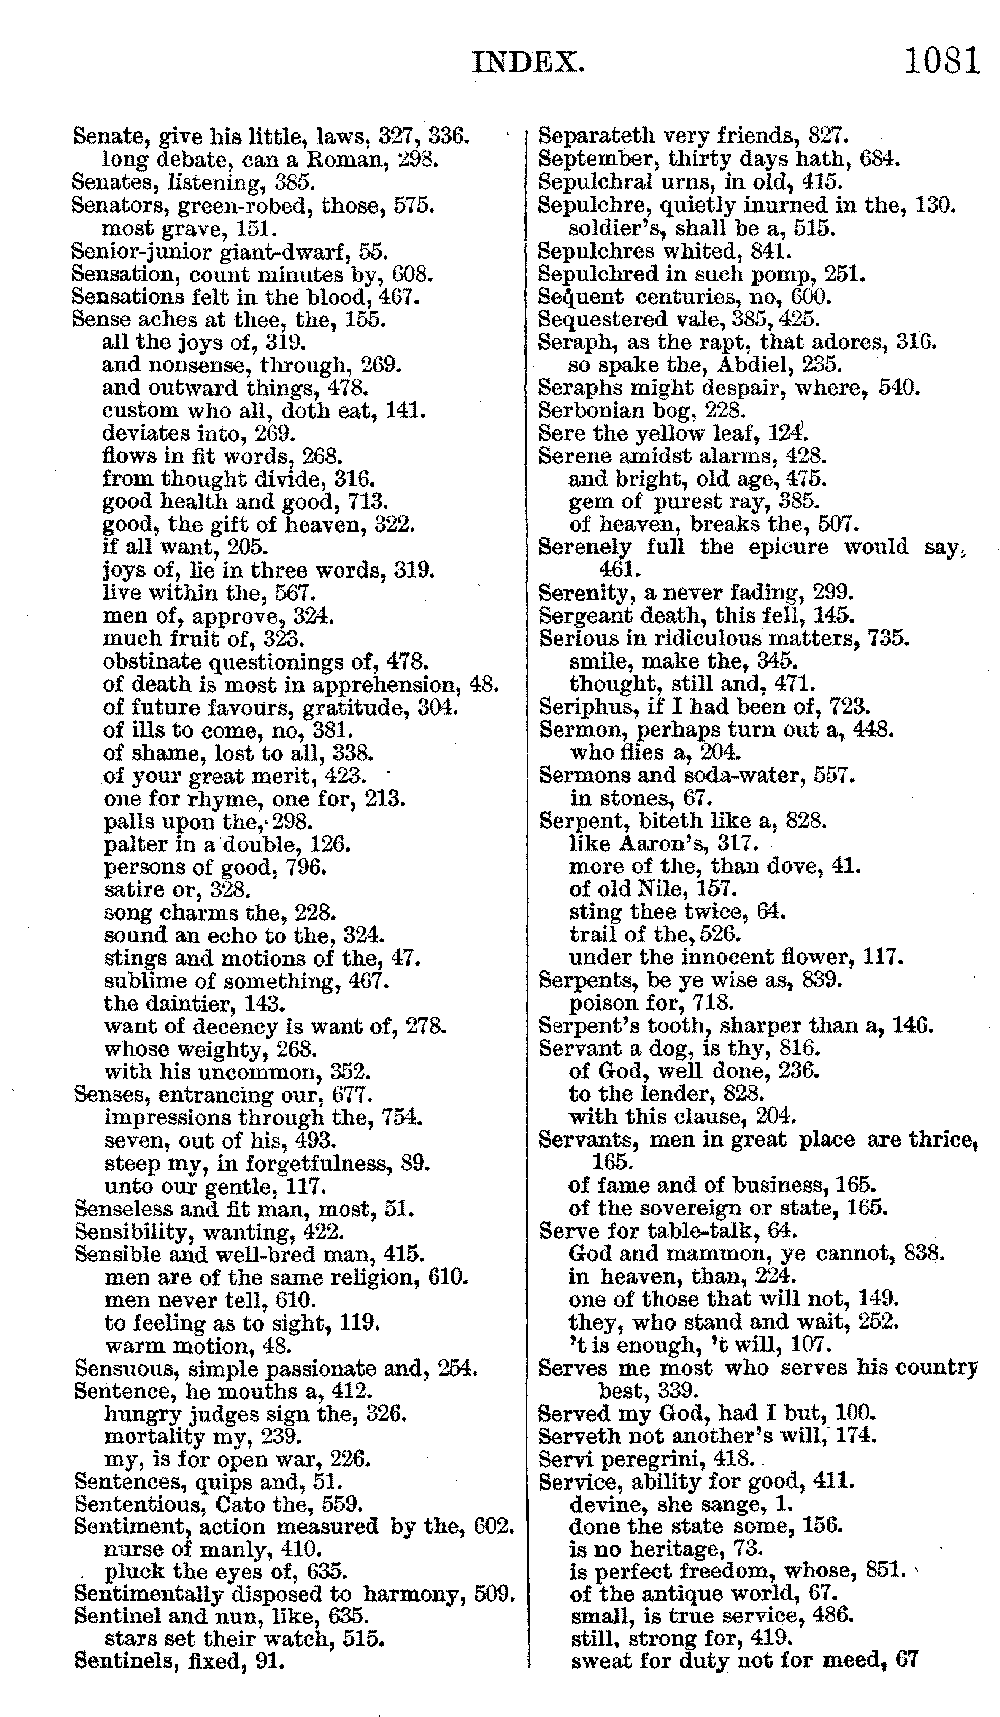 INDEX. 1081
Senate, give his little, laws, 327, 336.
long debate, can a Roman, 298.
Senates, listening, 385.
Senators, green-robed, those, 575.
most grave, 151.
Senior-junior giant-dwarf, 55.
Sensation, count minutes by, 608.
Sensations felt in the blood, 467.
Sense aches at thee, the, 155.
all the joys of, 319.
and nonsense, through, 269.
and outward things, 478.
custom who all, doth eat, 141.
deviates into, 269.
flows in fit words, 268.
from thought divide, 316.
good health and good, 713.
good, the gift of heaven, 322.
if all want, 205.
joys of, lie in three words, 319.
live within the, 567.
men of, approve, 324.
much fruit of, 323.
obstinate questionings of, 478.
of death is most in apprehension, 48.
of future favours, gratitude, 304.
of ills to come, no, 381.
of shame, lost to all, 338.
of your great merit, 423.
one for rhyme, one for, 213.
palls upon the, 298.
palter in a double, 126.
persons of good, 796.
satire or, 328.
song charms the, 228.
sound an echo to the, 324.
stings and motions of the, 47.
sublime of something, 467.
the daintier, 143.
want of decency is want of, 278.
whose weighty, 268.
with his uncommon, 352.
Senses, entrancing our, 677.
impressions through the, 754.
seven, out of his, 493.
steep my, in forgetfulness, 89.
unto our gentle, 117.
Senseless and fit man, most, 51.
Sensibility, wanting, 422.
Sensible and well-bred man, 415.
men are of the same religion, 610.
men never tell, 610.
to feeling as to sight, 119.
warm motion, 48.
Sensuous, simple passionate and, 254.
Sentence, he mouths a, 412.
hungry judges sign the, 326.
mortality my, 239.
my, is for open war, 226.
Sentences, quips and, 51.
Sententious, Cato the, 559.
Sentiment, action measured by the, 602.
nurse of manly, 410.
pluck the eyes of, 635.
Sentimentally disposed to harmony, 509.
Sentinel and nun, like, 635.
stars set their watch, 515.
Sentinels, fixed, 91.
Separateth very friends, 827.
September, thirty days hath, 684.
Sepulchral urns, in old, 415.
Sepulchre, quietly inurned in the, 130.
soldier's, shall be a, 515.
Sepulchres whited, 841.
Sepulchred in such pomp, 251.
Sequent centuries, no, 600.
Sequestered vale, 385, 425.
Seraph, as the rapt, that adores, 316.
so spake the, Abdiel, 235.
Seraphs might despair, where, 540.
Serbonian bog, 228.
Sere the yellow leaf, 124.
Serene amidst alarms, 428.
and bright, old age, 475.
gem of purest ray, 385.
of heaven, breaks the, 507.
Serenely full the epicure would say,
461.
Serenity, a never fading, 299.
Sergeant death, this fell, 145.
Serious in ridiculous matters, 735.
smile, make the, 345.
thought, still and, 471.
Seriphus, if I had been of, 723.
Sermon, perhaps turn out a, 448.
who flies a, 204.
Sermons and soda-water, 557.
in stones, 67.
Serpent, biteth like a, 828.
like Aaron's, 317.
more of the, than dove, 41.
of old Nile, 157.
sting thee twice, 64.
trail of the, 526.
under the innocent flower, 117.
Serpents, be ye wise as, 839.
poison for, 718.
Serpent's tooth, sharper than a, 146.
Servant a dog, is thy, 816.
of God, well done, 236.
to the lender, 828.
with this clause, 204.
Servants, men in great place are thrice,
165.
of fame and of business, 165.
of the sovereign or state, 165.
Serve for table-talk, 64.
God and mammon, ye cannot, 838.
in heaven, than, 224.
one of those that will not, 149.
they, who stand and wait, 252.
't is enough, 't will, 107.
Serves me most who serves his country
best, 339.
Served my God, had I but, 100.
Serveth not another's will, 174.
Servi peregrini, 418.
Service, ability for good, 411.
devine, she sange, 1.
done the state some, 156.
is no heritage, 73.
is perfect freedom, whose, 851.
of the antique world, 67.
small, is true service, 486.
still, strong for, 419.
sweat for duty not for meed, 67